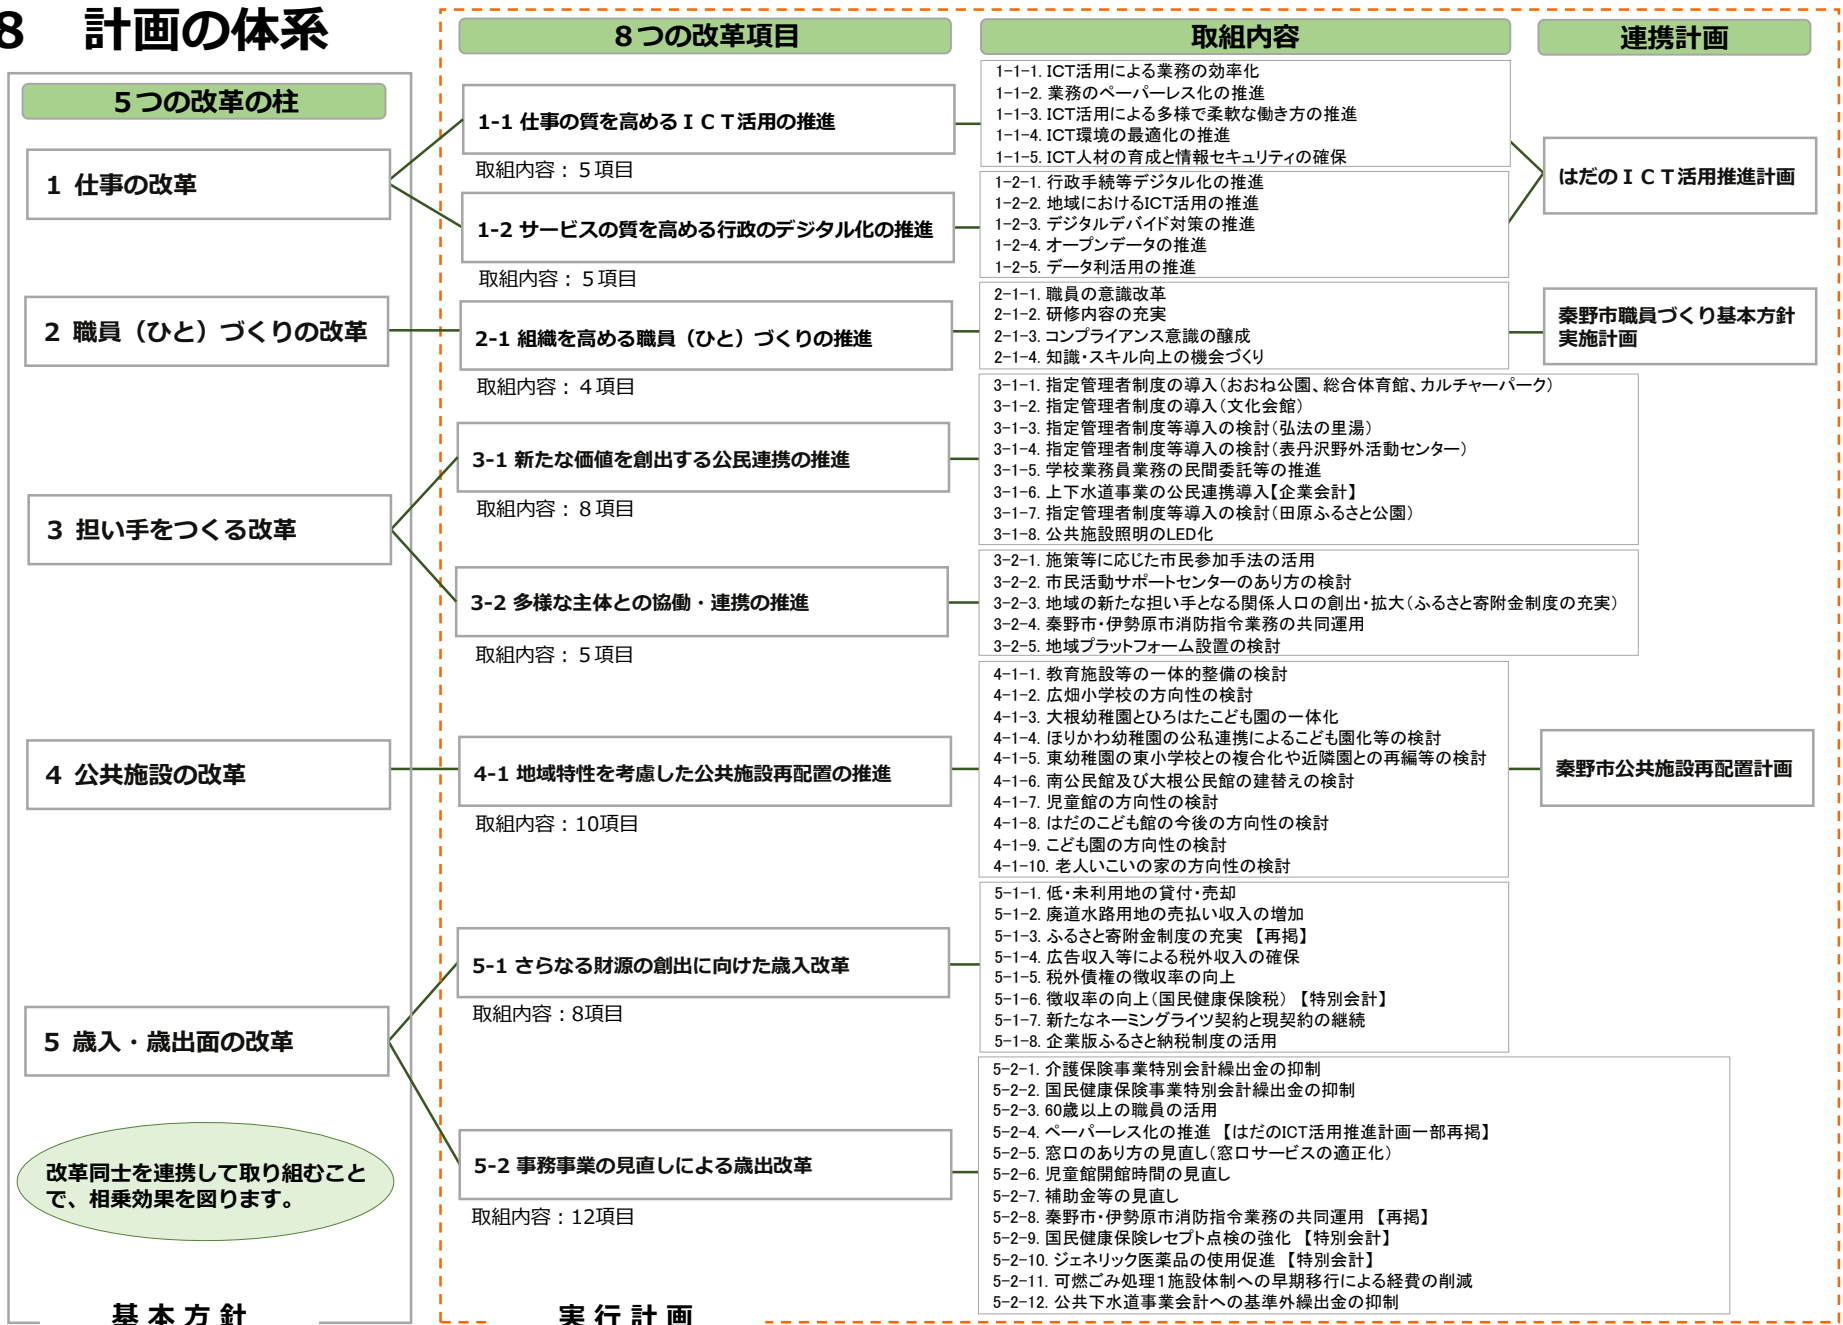 8 計画の体系
5つの改革の柱
1 仕事の改革
2 職員（ひと）づくりの改革
3 担い手をつくる改革
4 公共施設の改革
5 歳入・歳出面の改革
改革同士を連携して取り組むこと
で、相乗効果を図ります。
基本方針
8つの改革項目
1-1 仕事の質を高めるＩＣＴ活用の推進
取組内容：５項目
1-2 サービスの質を高める行政のデジタル化の推進
取組内容：５項目
2-1 組織を高める職員（ひと）づくりの推進
取組内容：４項目
3-1 新たな価値を創出する公民連携の推進
取組内容：８項目
3-2 多様な主体との協働・連携の推進
取組内容：５項目
4-1 地域特性を考慮した公共施設再配置の推進
取組内容：10項目
5-1 さらなる財源の創出に向けた歳入改革
取組内容：8項目
5-2 事務事業の見直しによる歳出改革
取組内容：12項目
実行計画
取組内容
1-1-1. ICT活用による業務の効率化
1-1-2. 業務のペーパーレス化の推進
1-1-3. ICT活用による多様で柔軟な働き方の推進
1-1-4. ICT環境の最適化の推進
1-1-5. ICT人材の育成と情報セキュリティの確保
1-2-1. 行政手続等デジタル化の推進
1-2-2. 地域におけるICT活用の推進
1-2-3. デジタルデバイド対策の推進
1-2-4. オープンデータの推進
1-2-5. データ利活用の推進
2-1-1. 職員の意識改革
2-1-2. 研修内容の充実
2-1-3. コンプライアンス意識の醸成
2-1-4. 知識・スキル向上の機会づくり
3-1-1. 指定管理者制度の導入（おおね公園、総合体育館、カルチャーパーク）
3-1-2. 指定管理者制度の導入（文化会館）
3-1-3. 指定管理者制度等導入の検討（弘法の里湯）
3-1-4. 指定管理者制度等導入の検討（表丹沢野外活動センター）
3-1-5. 学校業務員業務の民間委託等の推進
3-1-6. 上下水道事業の公民連携導入【企業会計】
3-1-7. 指定管理者制度等導入の検討（田原ふるさと公園）
3-1-8. 公共施設照明のLED化
3-2-1. 施策等に応じた市民参加手法の活用
3-2-2. 市民活動サポートセンターのあり方の検討
3-2-3. 地域の新たな担い手となる関係人口の創出・拡大（ふるさと寄附金制度の充実）
3-2-4. 秦野市・伊勢原市消防指令業務の共同運用
3-2-5. 地域プラットフォーム設置の検討
4-1-1. 教育施設等の一体的整備の検討
4-1-2. 広畑小学校の方向性の検討
4-1-3. 大根幼稚園とひろはたこども園の一体化
4-1-4. ほりかわ幼稚園の公私連携によるこども園化等の検討
4-1-5. 東幼稚園の東小学校との複合化や近隣園との再編等の検討
4-1-6. 南公民館及び大根公民館の建替えの検討
4-1-7. 児童館の方向性の検討
4-1-8. はだのこども館の今後の方向性の検討
4-1-9. こども園の方向性の検討
4-1-10. 老人いこいの家の方向性の検討
5-1-1. 低・未利用地の貸付・売却
5-1-2. 廃道水路用地の売払い収入の増加
5-1-3. ふるさと寄附金制度の充実 【再掲】
5-1-4. 広告収入等による税外収入の確保
5-1-5. 税外債権の徴収率の向上
5-1-6. 徴収率の向上（国民健康保険税） 【特別会計】
5-1-7. 新たなネーミングライツ契約と現契約の継続
5-1-8. 企業版ふるさと納税制度の活用
5-2-1. 介護保険事業特別会計繰出金の抑制
5-2-2. 国民健康保険事業特別会計繰出金の抑制
5-2-3. 60歳以上の職員の活用
5-2-4. ペーパーレス化の推進 【はだのICT活用推進計画一部再掲】
5-2-5. 窓口のあり方の見直し（窓口サービスの適正化）
5-2-6. 児童館開館時間の見直し
5-2-7. 補助金等の見直し
5-2-8. 秦野市・伊勢原市消防指令業務の共同運用 【再掲】
5-2-9. 国民健康保険レセプト点検の強化 【特別会計】
5-2-10. ジェネリック医薬品の使用促進 【特別会計】
5-2-11. 可燃ごみ処理１施設体制への早期移行による経費の削減
5-2-12. 公共下水道事業会計への基準外繰出金の抑制
連携計画
はだのＩＣＴ活用推進計画
秦野市職員づくり基本方針
実施計画
秦野市公共施設再配置計画